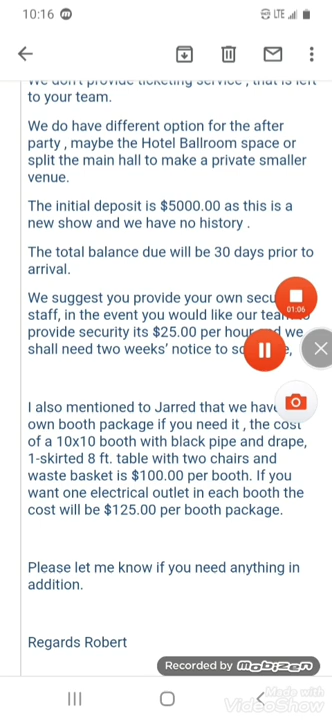 10:16
LTE
to your team.
We do have different option for the after
party , maybe the Hotel Ballroom space or
split the main hall to make a private smaller
venue.
The initial deposit is $5000.00 as this is a
new show and we have no history .
The total balance due will be 30 days prior to
arrival.
We suggest you provide your own
staff, in the event you would like our
provide security its $25.00 per hour we
shall need two weeks' notice to
01:06
I also mentioned to Jarred that we
own booth package if you need it , the cost
of a 10x10 booth with black pipe and drape,
1-skirted 8 ft. table with two chairs and
waste basket is $100.00 per booth. If you
want one electrical outlet in each booth the
cost will be $125.00 per booth package.
Please let me know if you need anything in
addition.
Regards Robert
Recorded by mobizen
Made with
VideoShow